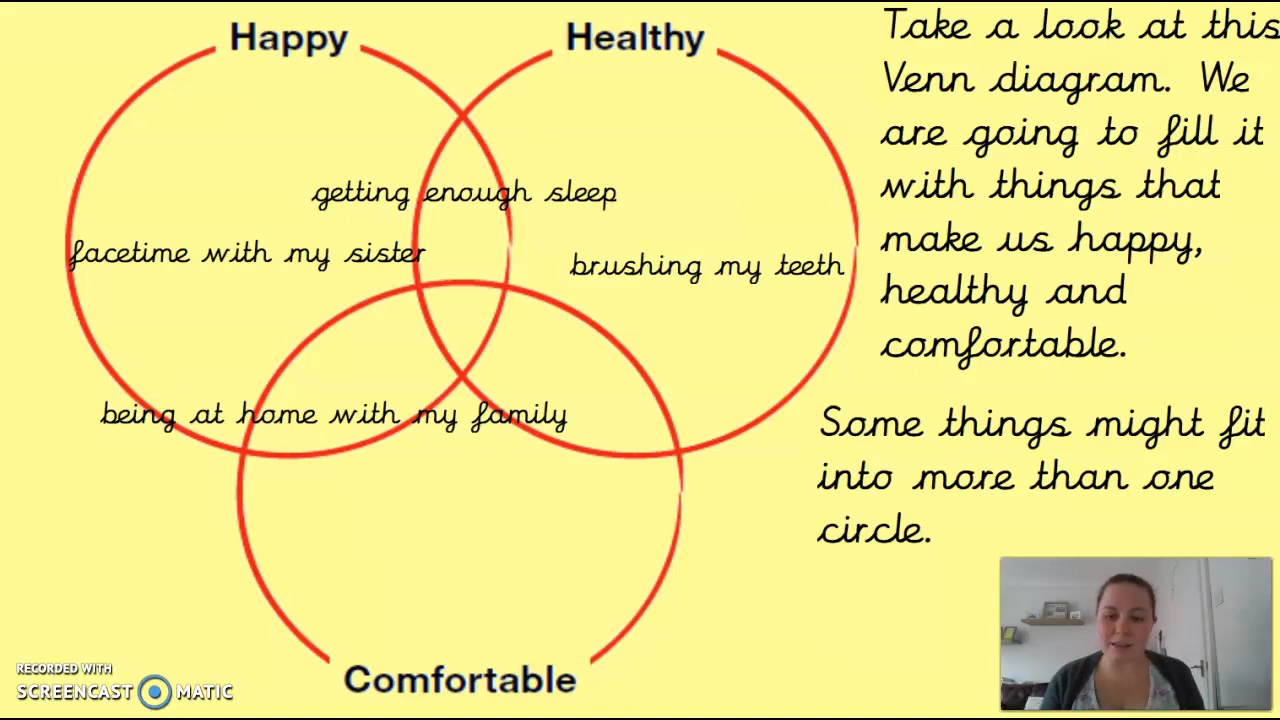 Happy
Healthy
getting enough sleep
facetime with my sister
brushing my teeth
being at home with my family
Comfortable
Take a look at this
Venn diagram. We
are going to fill it
with things that
make us happy,
healthy and
comfortable.
Some things might fit
into more than one
circle.
RECORDED WITH
SCREENCAST MATIC